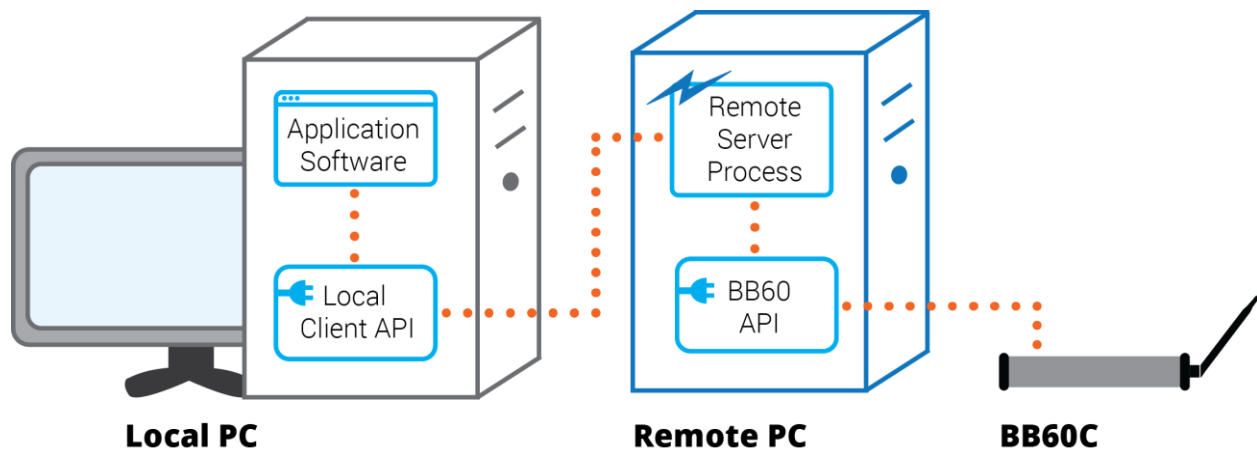 Application
Software
Local
Client API
Remote
Server
Process
BB60
API
Local PC
Remote PC
BB60C